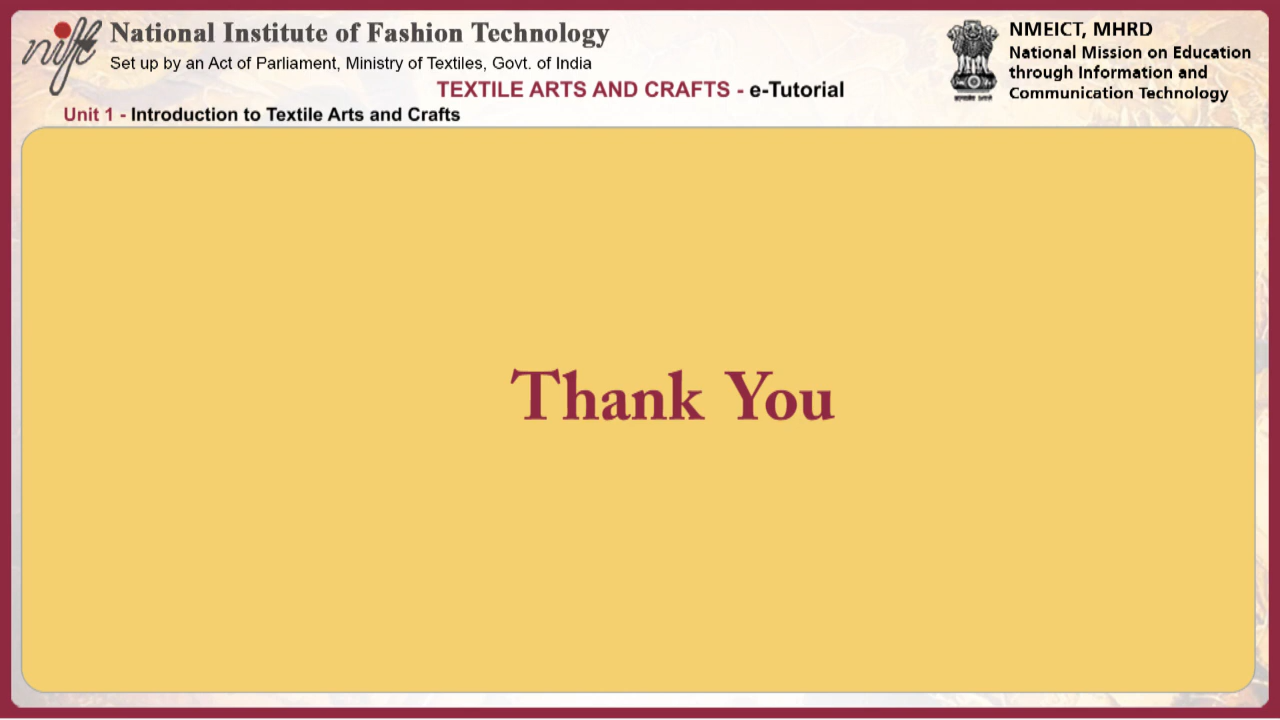 nift
National Institute of Fashion Technology
Set up by an Act of Parliament, Ministry of Textiles, Govt. of India
NMEICT, MHRD
National Mission on Education
through Information and
Communication Technology
TEXTILE ARTS AND CRAFTS - e-Tutorial
Unit 1 - Introduction to Textile Arts and Crafts
Thank You